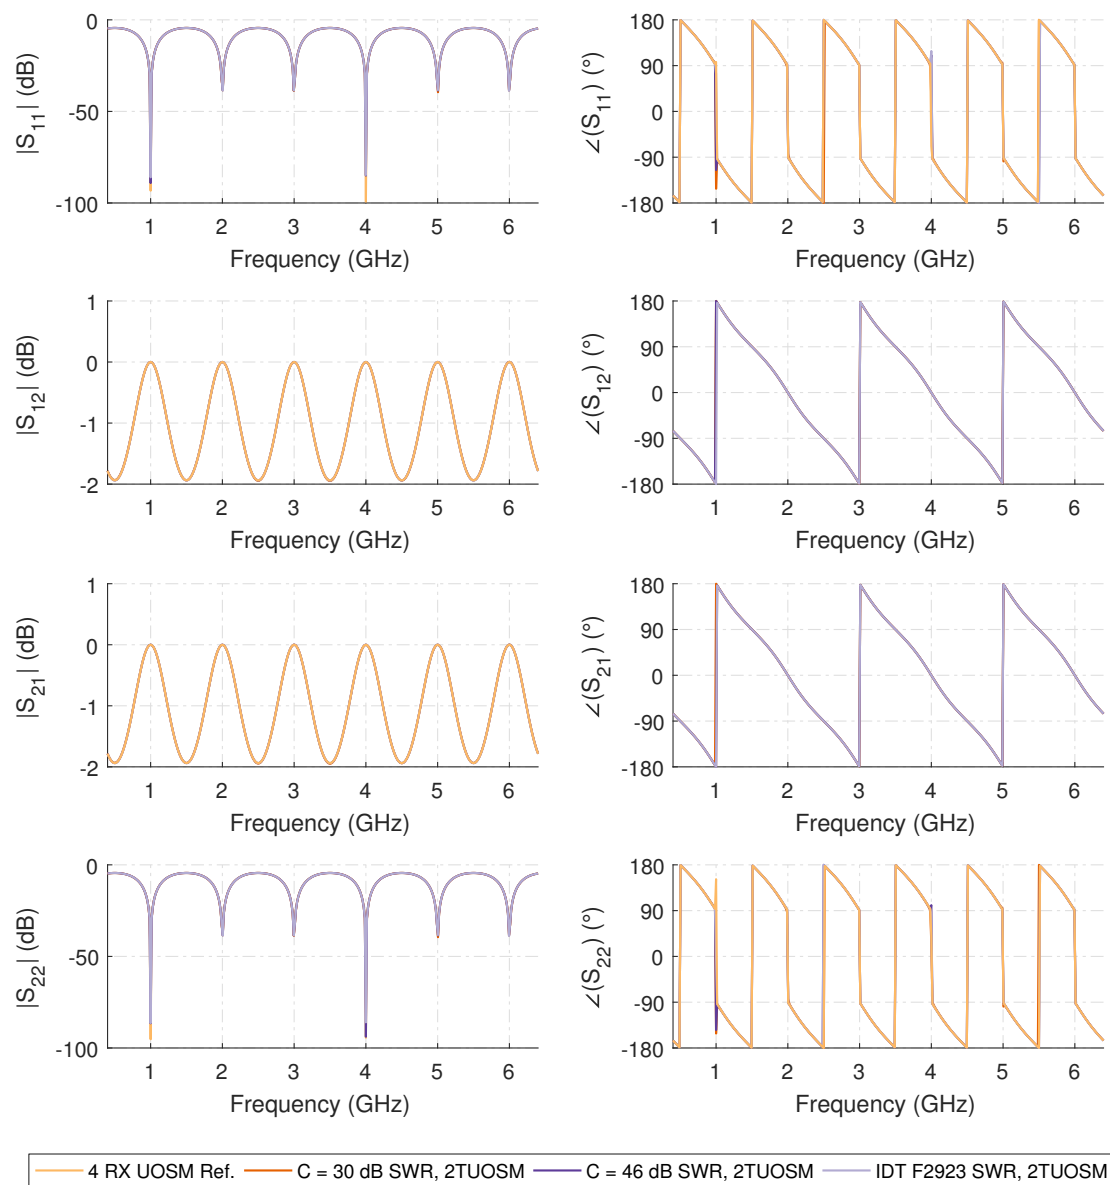 0
-50
-100
|S11| (dB)
1 2 3 4 5 6
Frequency (GHz)
180
90
0
-90
-180
∠(S11) (°)
1 2 3 4 5 6
Frequency (GHz)
1
0
-1
-2
|S12| (dB)
1 2 3 4 5 6
Frequency (GHz)
180
90
0
-90
-180
∠(S12) (°)
1 2 3 4 5 6
Frequency (GHz)
1
0
-1
-2
|S21| (dB)
1 2 3 4 5 6
Frequency (GHz)
180
90
0
-90
-180
∠(S21) (°)
1 2 3 4 5 6
Frequency (GHz)
0
-50
-100
|S22| (dB)
1 2 3 4 5 6
Frequency (GHz)
180
90
0
-90
-180
∠(S22) (°)
1 2 3 4 5 6
Frequency (GHz)
4 RX UOSM Ref. C = 30 dB SWR, 2TUOSM C = 46 dB SWR, 2TUOSM IDT F2923 SWR, 2TUOSM